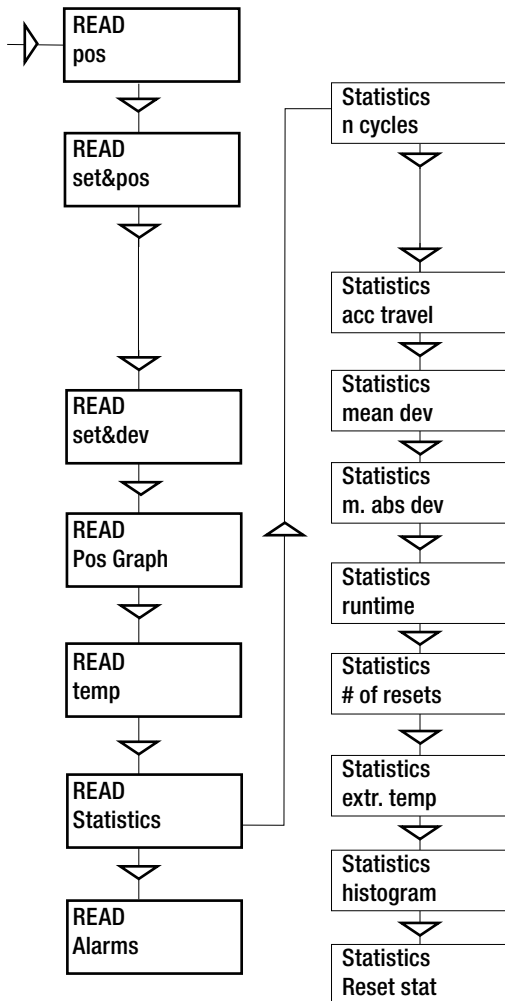 READ
pos
READ
set&pos
READ
set&dev
READ
Pos Graph
READ
temp
READ
Statistics
READ
Alarms
Statistics
n cycles
Statistics
acc travel
Statistics
mean dev
Statistics
m. abs dev
Statistics
runtime
Statistics
# of resets
Statistics
extr. temp
Statistics
histogram
Statistics
Reset stat